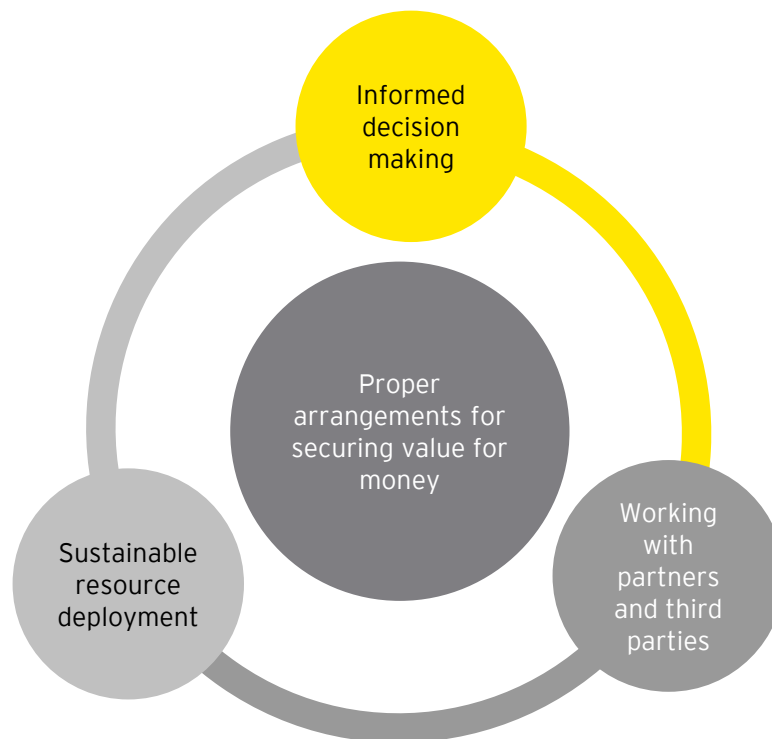 Informed
decision
making
Proper
arrangements for
securing value for
money
Sustainable
resource
deployment
Working
with
partners
and third
parties